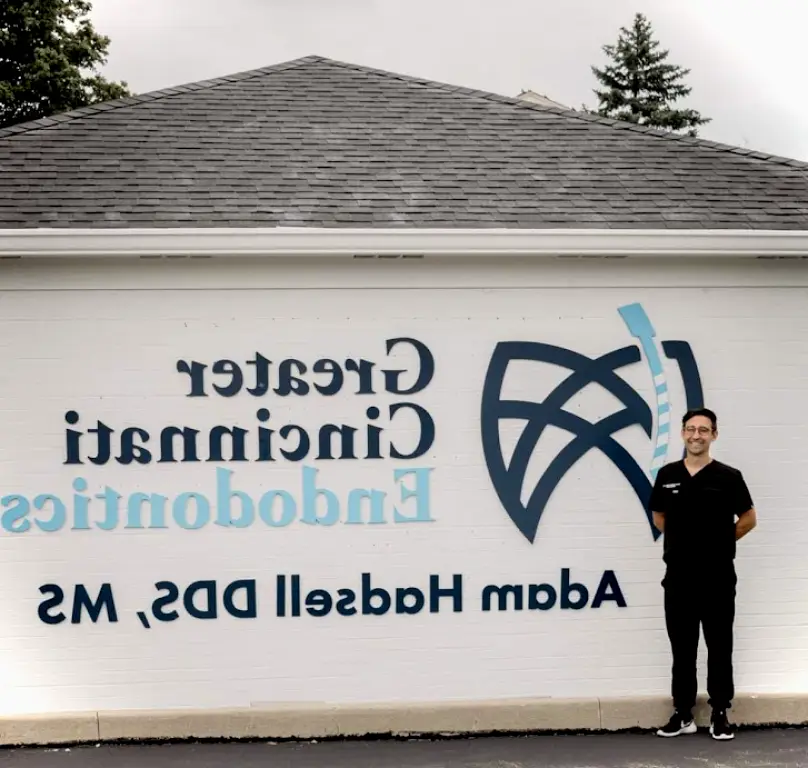 Greater
Cincinnati
Endodontics
Adam Hadsell DDS, MS